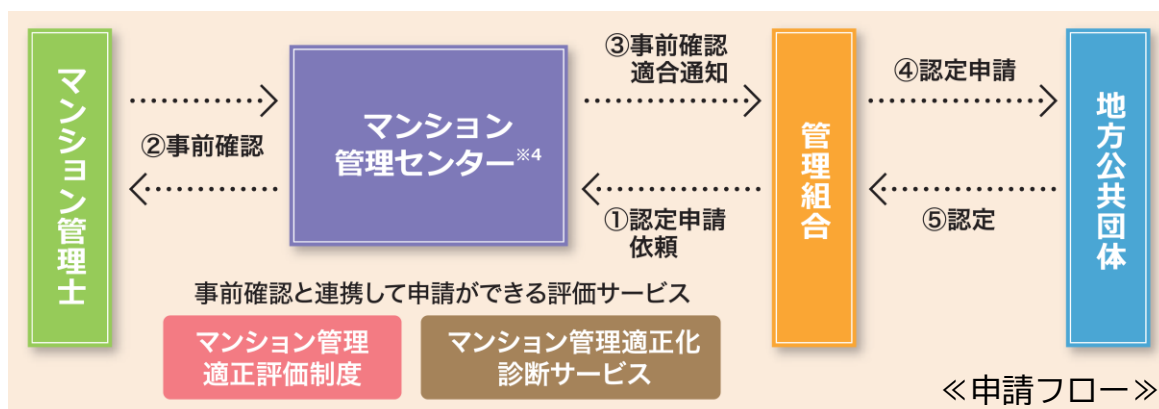 マンション管理士
②事前確認
マンション
管理センター※4
③事前確認
適合通知
①認定申請
依頼
管理組合
④認定申請
⑤認定
地方公共団体
事前確認と連携して申請ができる評価サービス
マンション管理
適正評価制度
マンション管理適正化
診断サービス
≪申請フロー≫